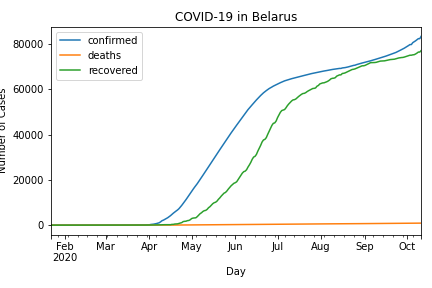 COVID-19 in Belarus
confirmed
deaths
recovered
80000
60000
40000
20000
0
Number of Cases
Feb Mar Apr May Jun Jul Aug Sep Oct
2020
Day